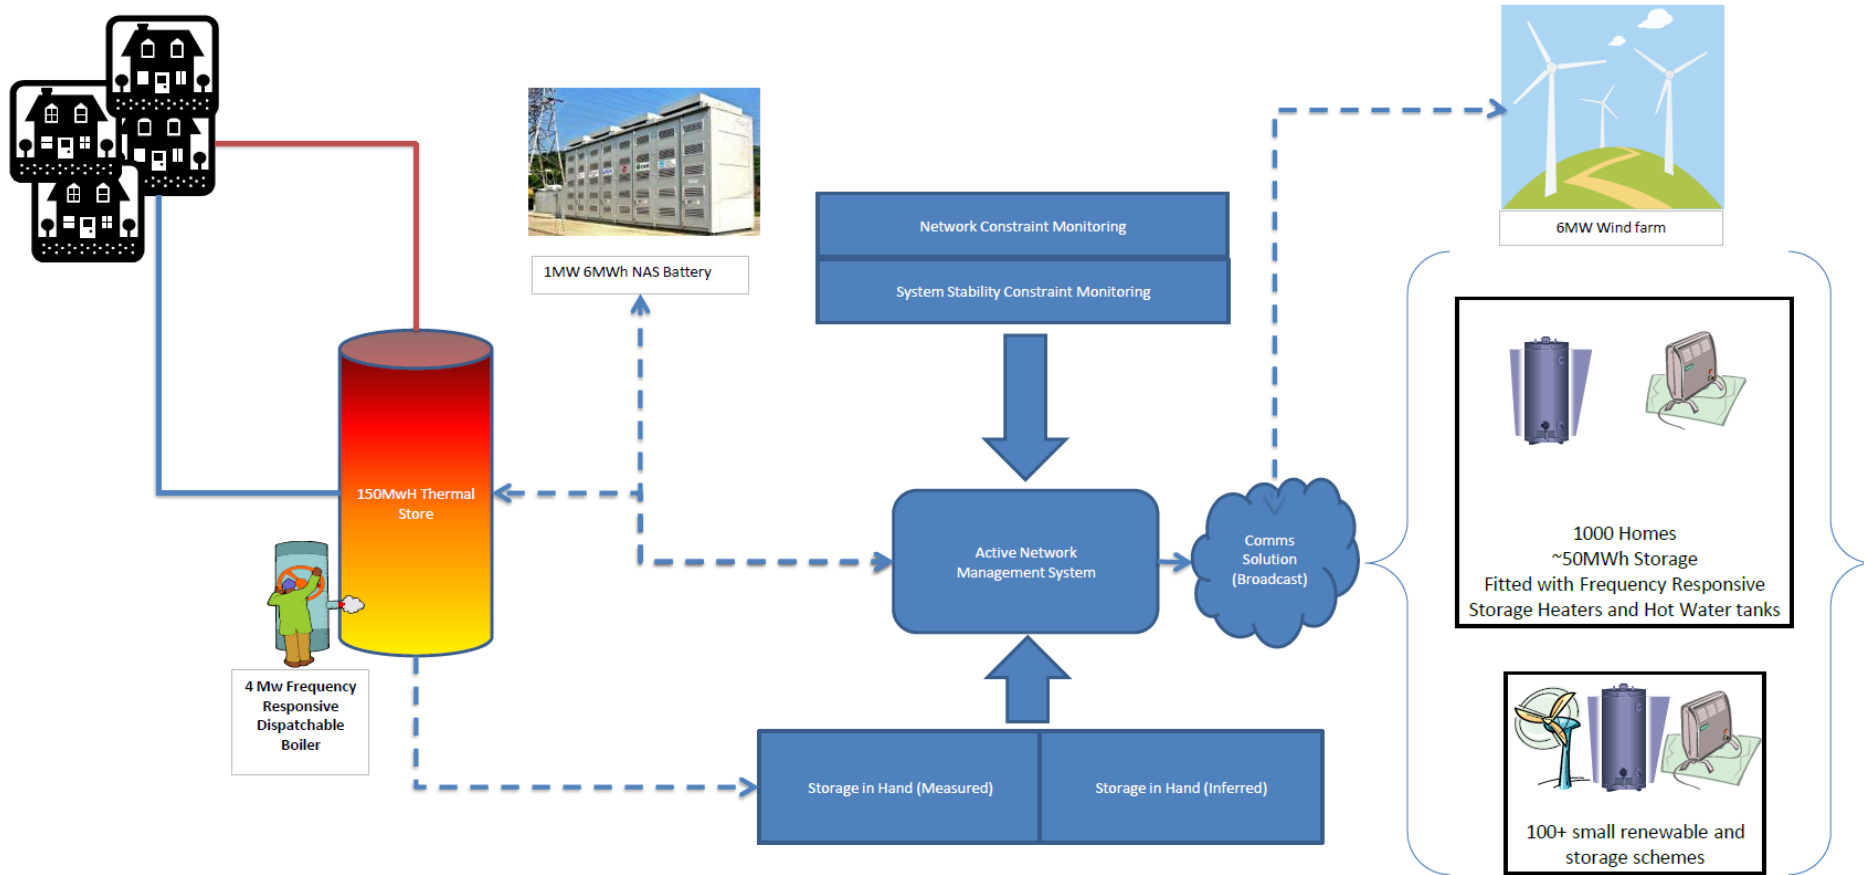 1MW 6MWh NAS Battery
Network Constraint Monitoring
System Stability Constraint Monitoring
6MW Wind farm
150MwH Thermal
Store
4 Mw Frequency
Responsive
Dispatchable
Boiler
Active Network
Management System
Comms
Solution
(Broadcast)
1000 Homes
~50MWh Storage
Fitted with Frequency Responsive
Storage Heaters and Hot Water tanks
Storage in Hand (Measured)
Storage in Hand (Inferred)
100+ small renewable and
storage schemes